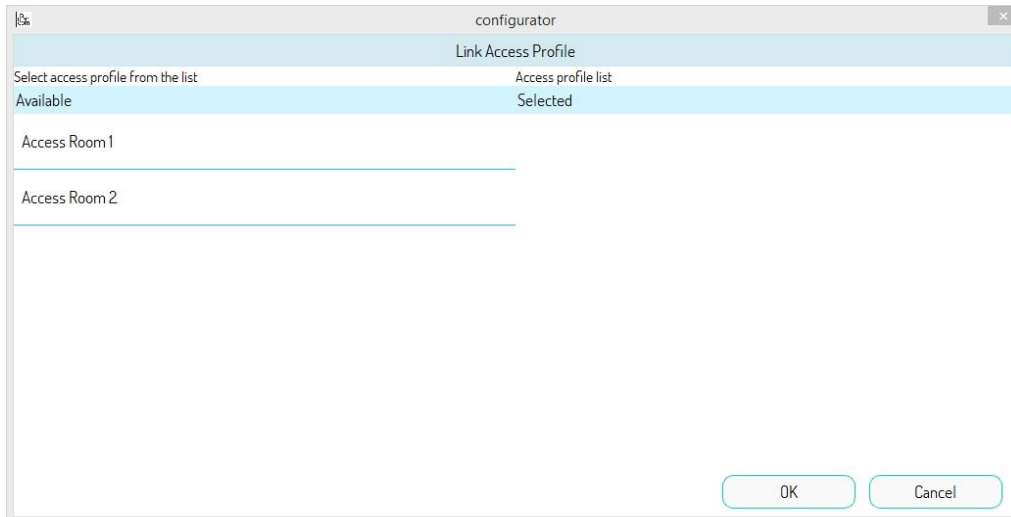 configurator
Link Access Profile
Select access profile from the list
Access profile list
Available
Selected
Access Room 1
Access Room 2
OK
Cancel